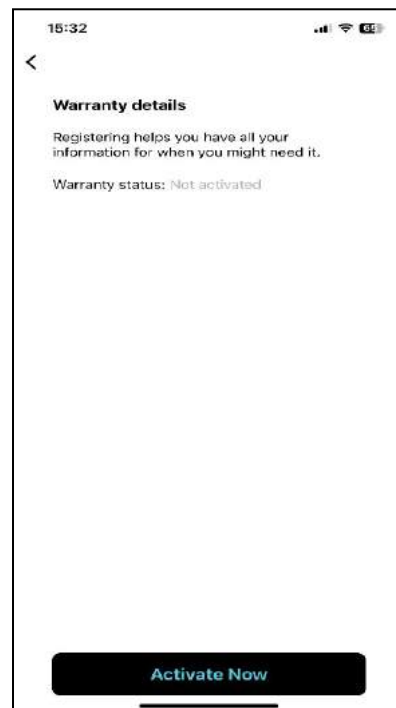 15:32
65
Warranty details
Registering helps you have all your
information for when you might need it.
Warranty status: Not activated
Activate Now